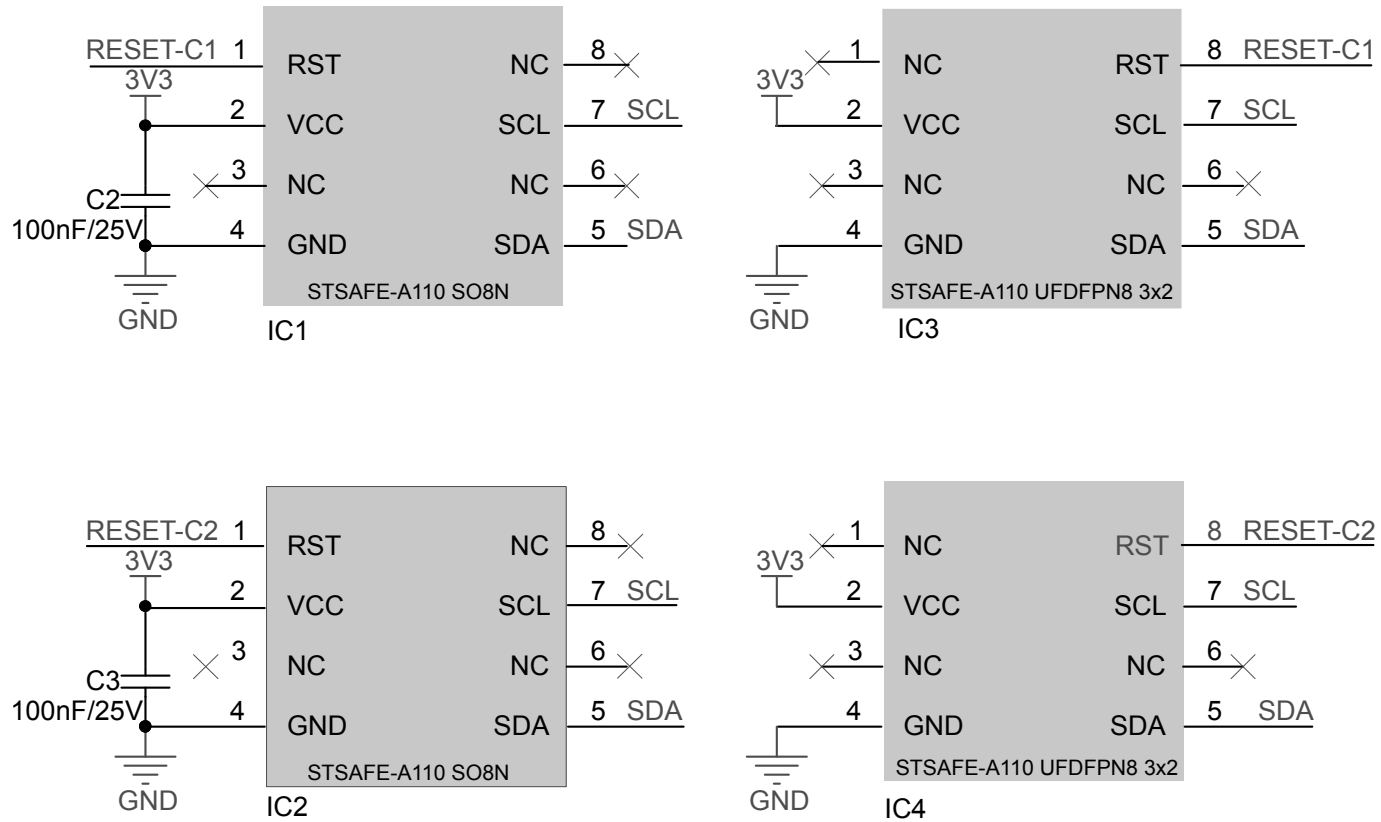 RESET-C1 1 RST NC 8
3V3
2 VCC SCL 7 SCL
3 NC NC 6
C2
100nF/25V 4 GND SDA 5 SDA
STSAFE-A110 SO8N
GND
IC1
1 NC RST 8 RESET-C1
3V3
2 VCC SCL 7 SCL
3 NC NC 6
4 GND SDA 5 SDA
STSAFE-A110 UFDFPN8 3x2
GND
IC3
RESET-C2 1 RST NC 8
3V3
2 VCC SCL 7 SCL
3 NC NC 6
C3
100nF/25V 4 GND SDA 5 SDA
STSAFE-A110 SO8N
GND
IC2
1 NC RST 8 RESET-C2
3V3
2 VCC SCL 7 SCL
3 NC NC 6
4 GND SDA 5 SDA
STSAFE-A110 UFDFPN8 3x2
GND
IC4